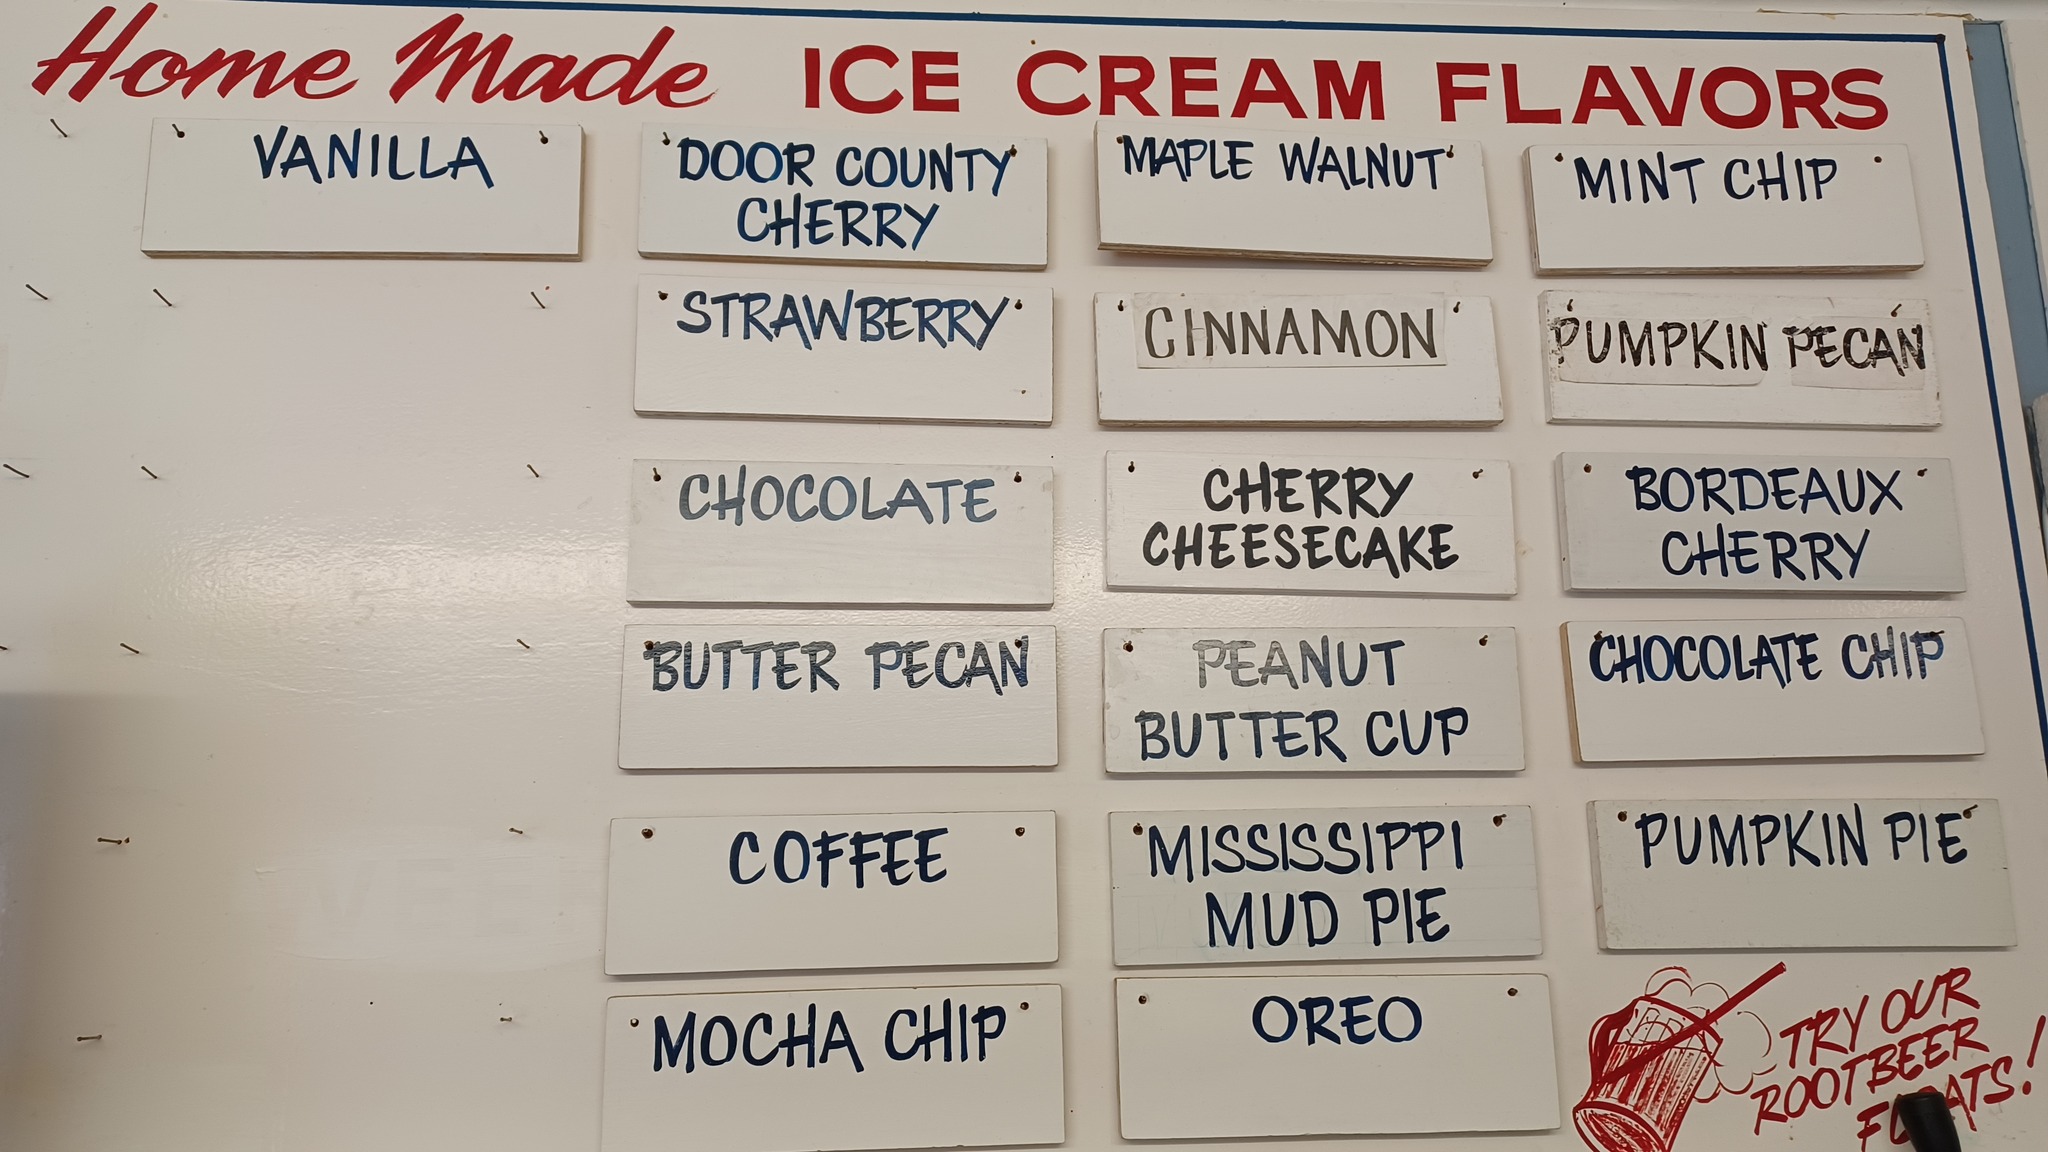 Home Made ICE CREAM FLAVORS
VANILLA
DOOR COUNTY
CHERRY
MAPLE WALNUT
MINT CHIP
STRAWBERRY
CINNAMON
PUMPKIN PECAN
CHOCOLATE
CHERRY
CHEESECAKE
BORDEAUX
CHERRY
BUTTER PECAN
PEANUT
BUTTER CUP
CHOCOLATE CHIP
COFFEE
MISSISSIPPI
MUD PIE
PUMPKIN PIE
MOCHA CHIP
OREO
TRY OUR
ROOTBEER